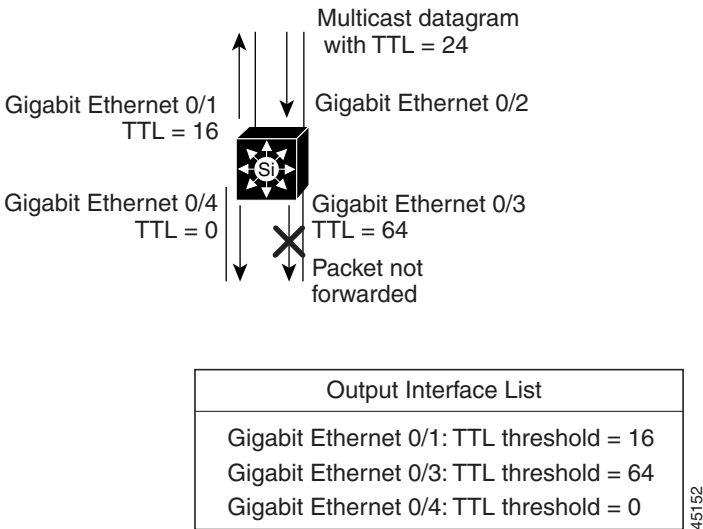 Multicast datagram
with TTL = 24
Gigabit Ethernet 0/1
TTL = 16
Gigabit Ethernet 0/2
Si
Gigabit Ethernet 0/4
TTL = 0
Gigabit Ethernet 0/3
TTL = 64
Packet not
forwarded
Output Interface List
Gigabit Ethernet 0/1: TTL threshold = 16
Gigabit Ethernet 0/3: TTL threshold = 64
Gigabit Ethernet 0/4: TTL threshold = 0
45152